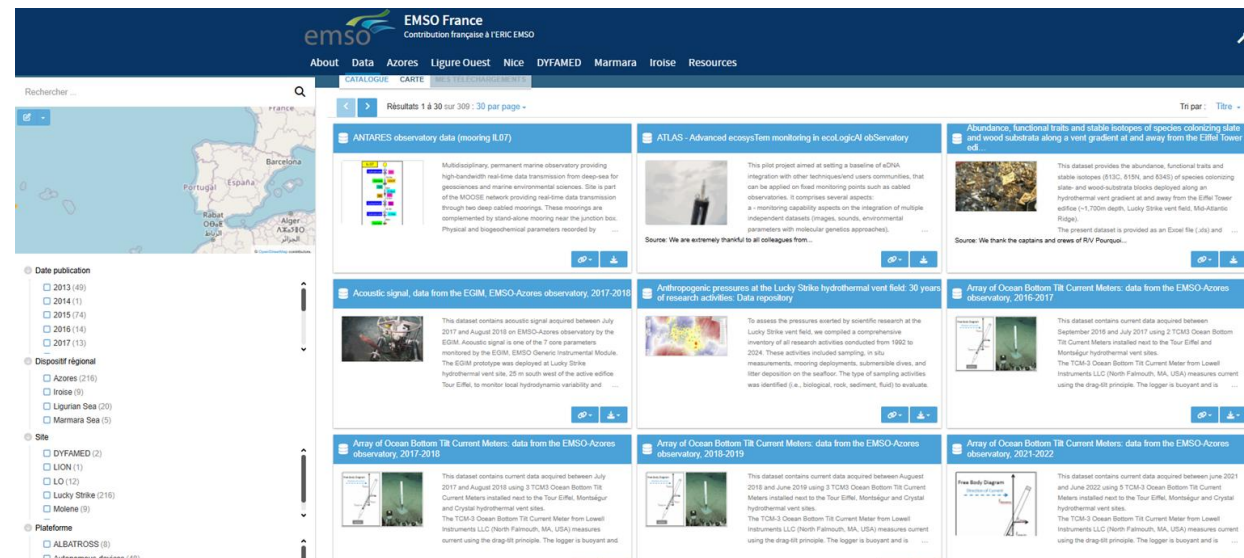 emso
EMSO France
Contribution française à l'ERIC EMSO
About Data Azores Ligure Ouest Nice DYFAMED Marmara Iroise Resources
CATALOGUE CARTE MES TÉLÉCHARGEMENTS
Rechercher ...
Résultats 1 à 30 sur 309 : 30 par page
Tri par : Titre
France
Barcelona
Portugal España
Rabat
Alger
الجزائر
© OpenStreetMap contributors.
Date publication
2013 (49)
2014 (1)
2015 (74)
2016 (14)
2017 (13)
Dispositif régional
Azores (216)
Iroise (9)
Ligurian Sea (20)
Marmara Sea (5)
Site
DYFAMED (2)
LION (1)
LO (12)
Lucky Strike (216)
Molene (9)
Plateforme
ALBATROSS (8)
ANTARES observatory data (mooring IL07)
Multidisciplinary, permanent marine observatory providing
high-bandwidth real-time data transmission from deep-sea for
geosciences and marine environmental sciences. Site is part
of the MOOSE network providing real-time data transmission
through two deep cabled moorings. These moorings are
complemented by stand-alone mooring near the junction box.
Physical and biogeochemical parameters recorded by ...
ATLAS - Advanced ecosysTem monitoring in ecoLogicAl obServatory
This pilot project aimed at setting a baseline of eDNA
integration with other techniques/end users communities, that
can be applied on fixed monitoring points such as cabled
observatories. It comprises several aspects:
a - monitoring capability aspects on the integration of multiple
independent datasets (images, sounds, environmental
parameters with molecular genetics approaches). ...
Source: We are extremely thankful to all colleagues from...
Abundance, functional traits and stable isotopes of species colonizing slate
and wood substrata along a vent gradient at and away from the Eiffel Tower
edi...
This dataset provides the abundance, functional traits and
stable isotopes (δ13C, δ15N, and δ34S) of species colonizing
slate- and wood-substrata blocks deployed along an
hydrothermal vent gradient at and away from the Eiffel Tower
edifice (~1,700m depth, Lucky Strike vent field, Mid-Atlantic
Ridge).
The present dataset is provided as an Excel file (.xls) and ...
Source: We thank the captains and crews of R/V Pourquoi...
Acoustic signal, data from the EGIM, EMSO-Azores observatory, 2017-2018
This dataset contains acoustic signal acquired between July
2017 and August 2018 on EMSO-Azores observatory by the
EGIM. Acoustic signal is one of the 7 core parameters
monitored by the EGIM, EMSO Generic Instrumental Module.
The EGIM prototype was deployed at Lucky Strike
hydrothermal vent site, 25 m south west of the active edifice
Tour Eiffel, to monitor local hydrodynamic variability and ...
Anthropogenic pressures at the Lucky Strike hydrothermal vent field: 30 years
of research activities: Data repository
To assess the pressures exerted by scientific research at the
Lucky Strike vent field, we compiled a comprehensive
inventory of all research activities conducted from 1992 to
2024. These activities included sampling, in situ
measurements, mooring deployments, submersible dives, and
litter deposition on the seafloor. The type of sampling activities
was identified (i.e., biological, rock, sediment, fluid) to evaluate.
Array of Ocean Bottom Tilt Current Meters: data from the EMSO-Azores
observatory, 2016-2017
This dataset contains current data acquired between
September 2016 and July 2017 using 2 TCM3 Ocean Bottom
Tilt Current Meters installed next to the Tour Eiffel and
Montségur hydrothermal vent sites.
The TCM-3 Ocean Bottom Tilt Current Meter from Lowell
Instruments LLC (North Falmouth, MA, USA) measures current
using the drag-tilt principle. The logger is buoyant and is ...
Array of Ocean Bottom Tilt Current Meters: data from the EMSO-Azores
observatory, 2017-2018
This dataset contains current data acquired between July
2017 and August 2018 using 3 TCM3 Ocean Bottom Tilt
Current Meters installed next to the Tour Eiffel, Montségur
and Crystal hydrothermal vent sites.
The TCM-3 Ocean Bottom Tilt Current Meter from Lowell
Instruments LLC (North Falmouth, MA, USA) measures
current using the drag-tilt principle. The logger is buoyant and
Array of Ocean Bottom Tilt Current Meters: data from the EMSO-Azores
observatory, 2018-2019
This dataset contains current data acquired between Auguest
2018 and June 2019 using 3 TCM3 Ocean Bottom Tilt Current
Meters installed next to the Tour Eiffel, Montségur and Crystal
hydrothermal vent sites.
The TCM-3 Ocean Bottom Tilt Current Meter from Lowell
Instruments LLC (North Falmouth, MA, USA) measures current
using the drag-tilt principle. The logger is buoyant and is ...
Array of Ocean Bottom Tilt Current Meters: data from the EMSO-Azores
observatory, 2021-2022
Free Body Diagram
This dataset contains current data acquired between june 2021
and June 2022 using 5 TCM-3 Ocean Bottom Tilt Current
Meters installed next to the Tour Eiffel, Montségur and Crystal
hydrothermal vent sites.
The TCM-3 Ocean Bottom Tilt Current Meter from Lowell
Instruments LLC (North Falmouth, MA, USA) measures current
using the drag-tilt principle. The logger is buoyant and is ...